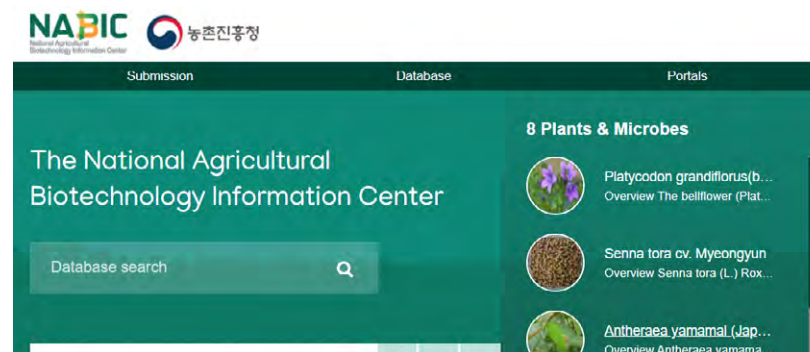 NABIC
National Agricultural
Biotechnology Information Center
농촌진흥청
Submission
Database
Portals
The National Agricultural
Biotechnology Information Center
Database search
8 Plants & Microbes
Platycodon grandiflorus(b...
Overview The bellflower (Plat...
Senna tora cv. Myeongyun
Overview Senna tora (L.) Rox...
Antheraea yamamai (Jap...
Overview Antheraea yamama...